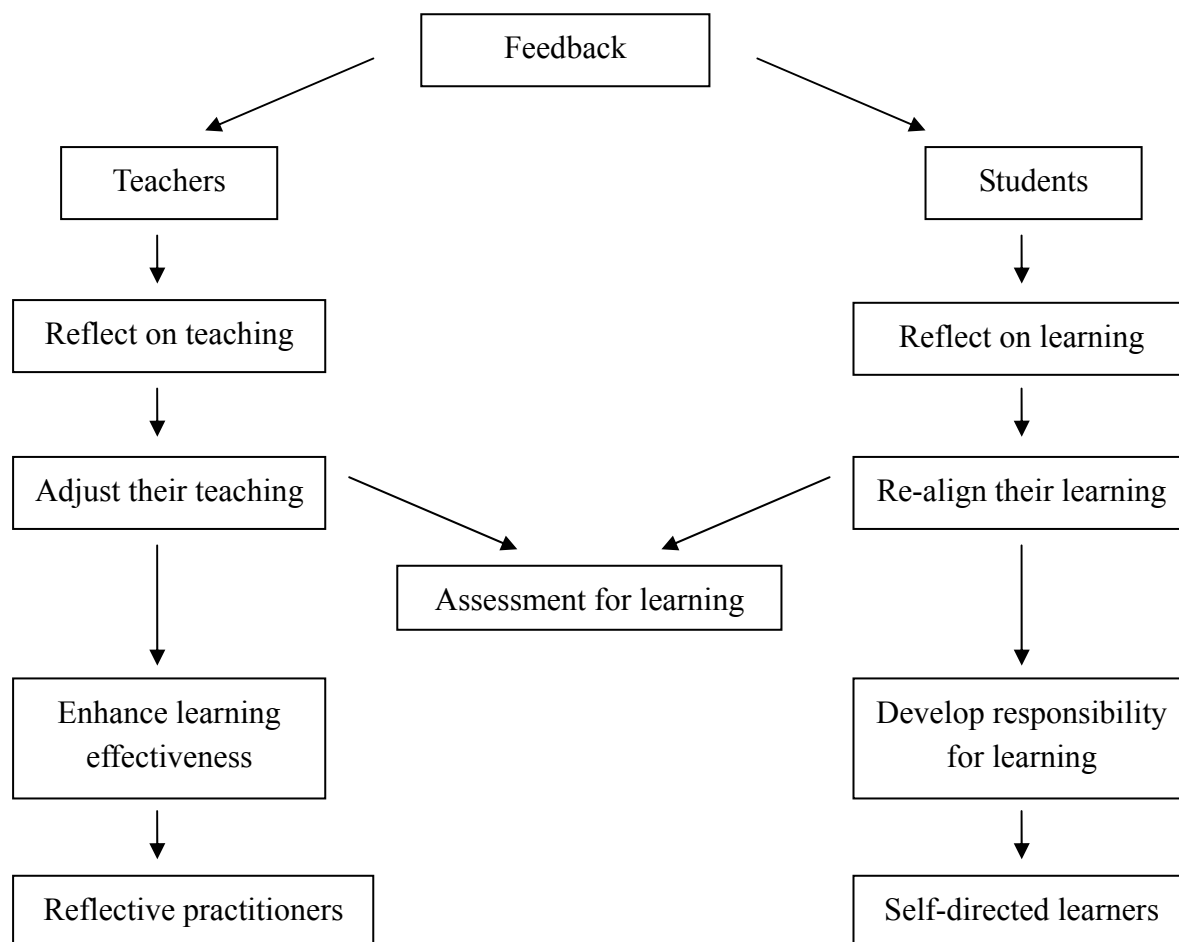 Feedback
Teachers
Students
Reflect on teaching
Reflect on learning
Adjust their teaching
Re-align their learning
Assessment for learning
Enhance learning
effectiveness
Develop responsibility
for learning
Reflective practitioners
Self-directed learners